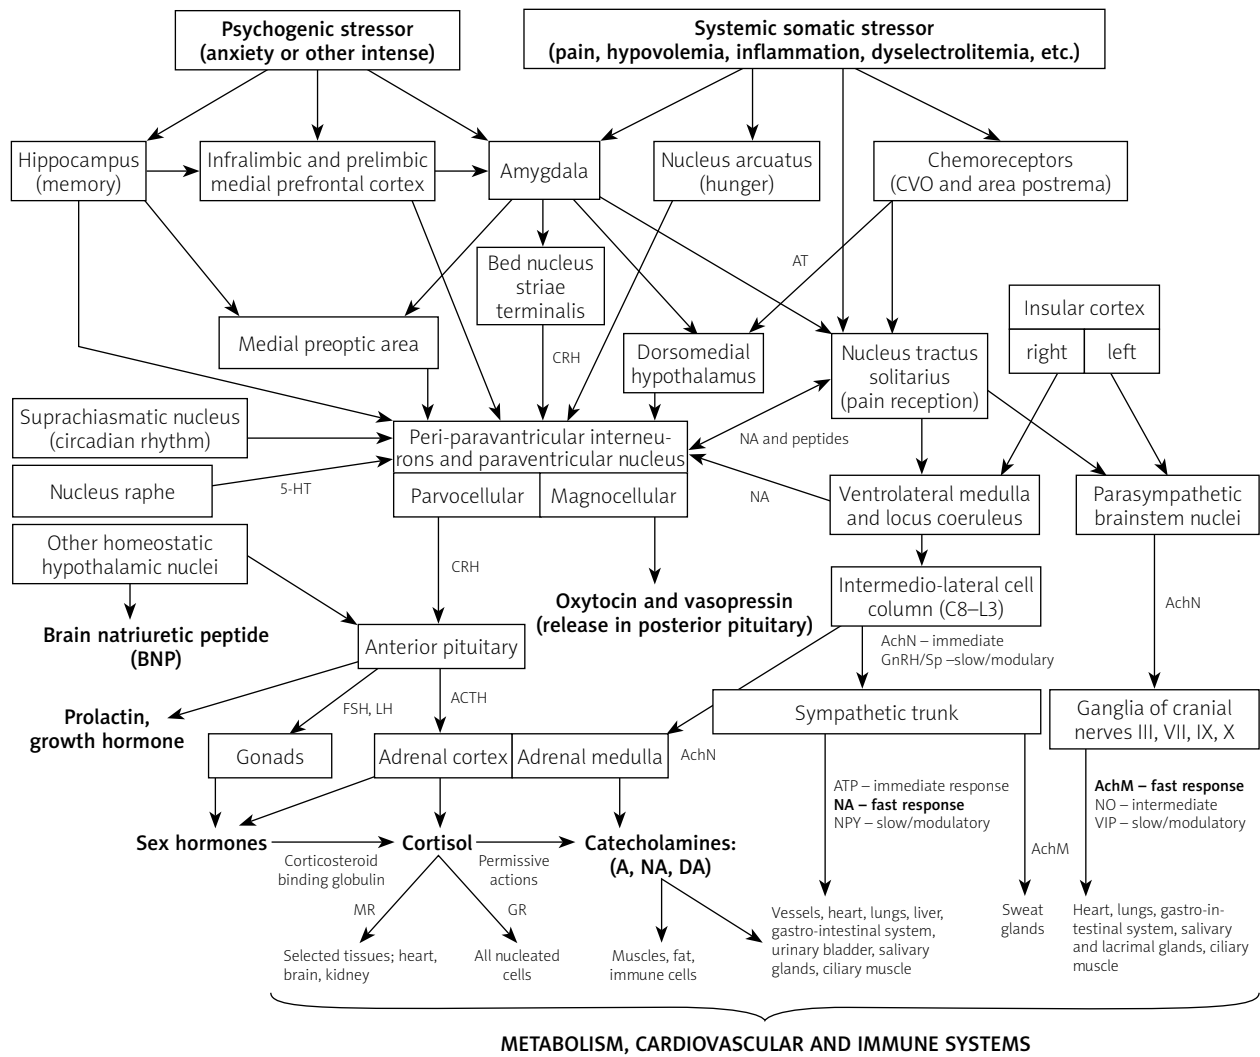 Psychogenic stressor
(anxiety or other intense)
Systemic somatic stressor
(pain, hypovolemia, inflammation, dyselectrolitemia, etc.)
Hippocampus
(memory)
Infralimbic and prelimbic
medial prefrontal cortex
Amygdala
Nucleus arcuatus
(hunger)
Chemoreceptors
(CVO and area postrema)
Bed nucleus
striae
terminalis
AT
Insular cortex
right
left
Medial preoptic area
CRH
Dorsomedial
hypothalamus
Nucleus tractus
solitarius
(pain reception)
Suprachiasmatic nucleus
(circadian rhythm)
Peri-paravantricular interneu-
rons and paraventricular nucleus
NA and peptides
Nucleus raphe
5-HT
Parvocellular
Magnocellular
NA
Ventrolateral medulla
and locus coeruleus
Parasympathetic
brainstem nuclei
Other homeostatic
hypothalamic nuclei
CRH
Oxytocin and vasopressin
(release in posterior pituitary)
Intermedio-lateral cell
column (C8–L3)
AchN
Brain natriuretic peptide
(BNP)
Anterior pituitary
AchN – immediate
GnRH/Sp –slow/modulary
Prolactin,
growth hormone
FSH, LH
ACTH
Sympathetic trunk
Ganglia of cranial
nerves III, VII, IX, X
Gonads
Adrenal cortex
Adrenal medulla
AchN
ATP – immediate response
NA – fast response
NPY – slow/modulatory
AchM
AchM – fast response
NO – intermediate
VIP – slow/modulatory
Sex hormones
Corticosteroid
binding globulin
Cortisol
Permissive
actions
Catecholamines:
(A, NA, DA)
MR
GR
Selected tissues; heart,
brain, kidney
All nucleated
cells
Muscles, fat,
immune cells
Vessels, heart, lungs, liver,
gastro-intestinal system,
urinary bladder, salivary
glands, ciliary muscle
Sweat
glands
Heart, lungs, gastro-in-
testinal system, salivary
and lacrimal glands, ciliary
muscle
METABOLISM, CARDIOVASCULAR AND IMMUNE SYSTEMS